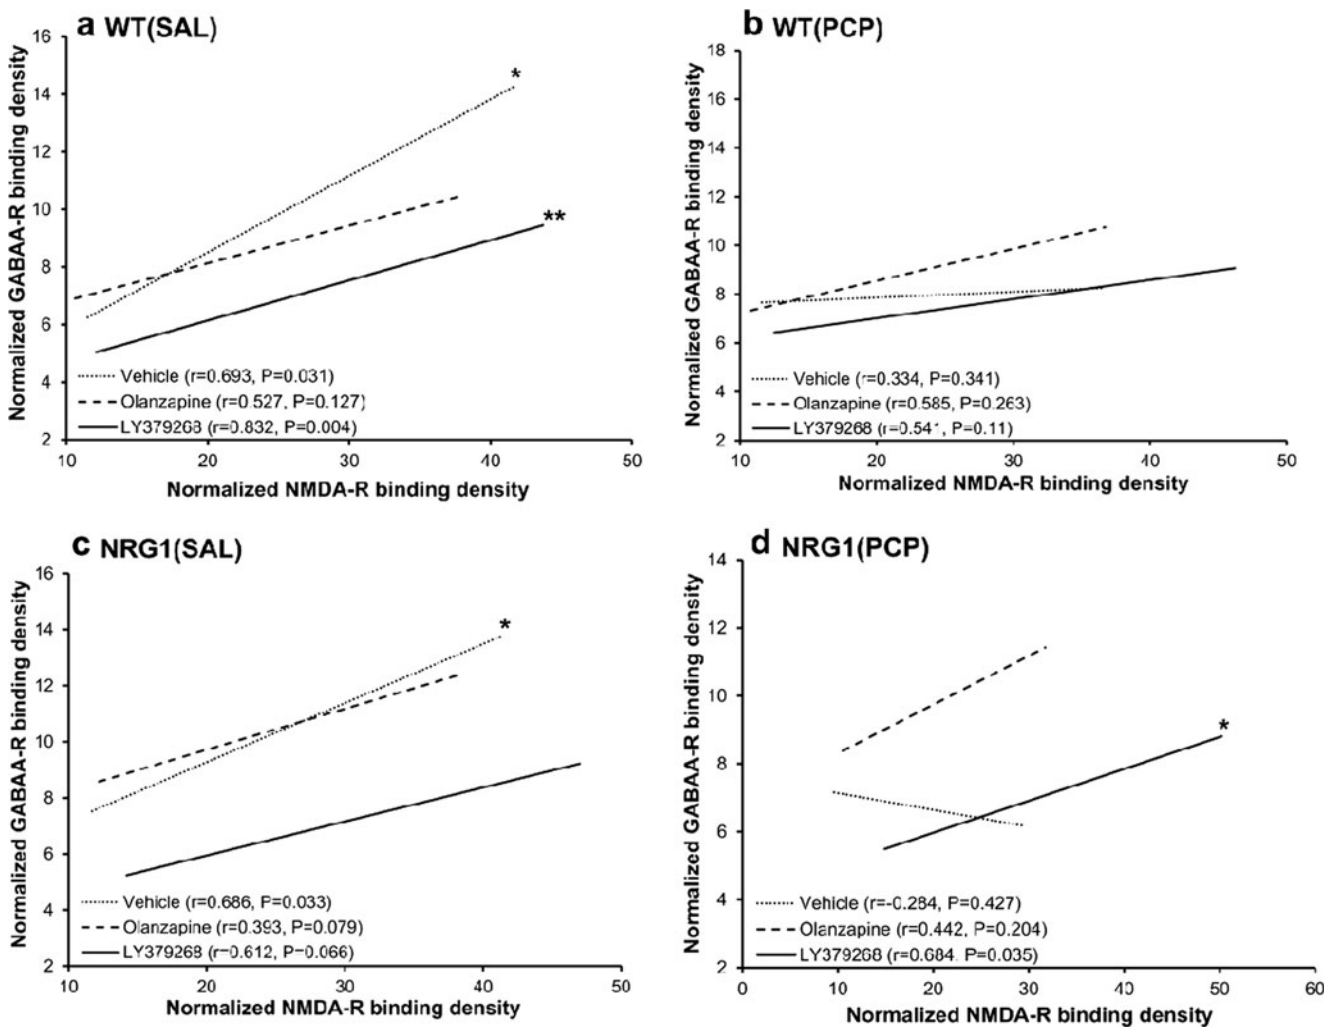 a WT(SAL)
Normalized GABAA-R binding density
16
14
12
10
8
6
4
2
*
**
Vehicle (r=0.693, P=0.031)
Olanzapine (r=0.527, P=0.127)
LY379268 (r=0.832, P=0.004)
10 20 30 40 50
Normalized NMDA-R binding density
b WT(PCP)
Normalized GABAA-R binding density
18
16
14
12
10
8
6
4
2
Vehicle (r=0.334, P=0.341)
Olanzapine (r=0.585, P=0.263)
LY379268 (r=0.541, P=0.11)
10 20 30 40 50
Normalized NMDA-R binding density
c NRG1(SAL)
Normalized GABAA-R binding density
16
14
12
10
8
6
4
2
*
Vehicle (r=0.686, P=0.033)
Olanzapine (r=0.393, P=0.079)
LY379268 (r=0.612, P=0.066)
10 20 30 40 50
Normalized NMDA-R binding density
d NRG1(PCP)
Normalized GABAA-R binding density
14
12
10
8
6
4
2
*
Vehicle (r=-0.284, P=0.427)
Olanzapine (r=0.442, P=0.204)
LY379268 (r=0.684, P=0.035)
0 10 20 30 40 50 60
Normalized NMDA-R binding density